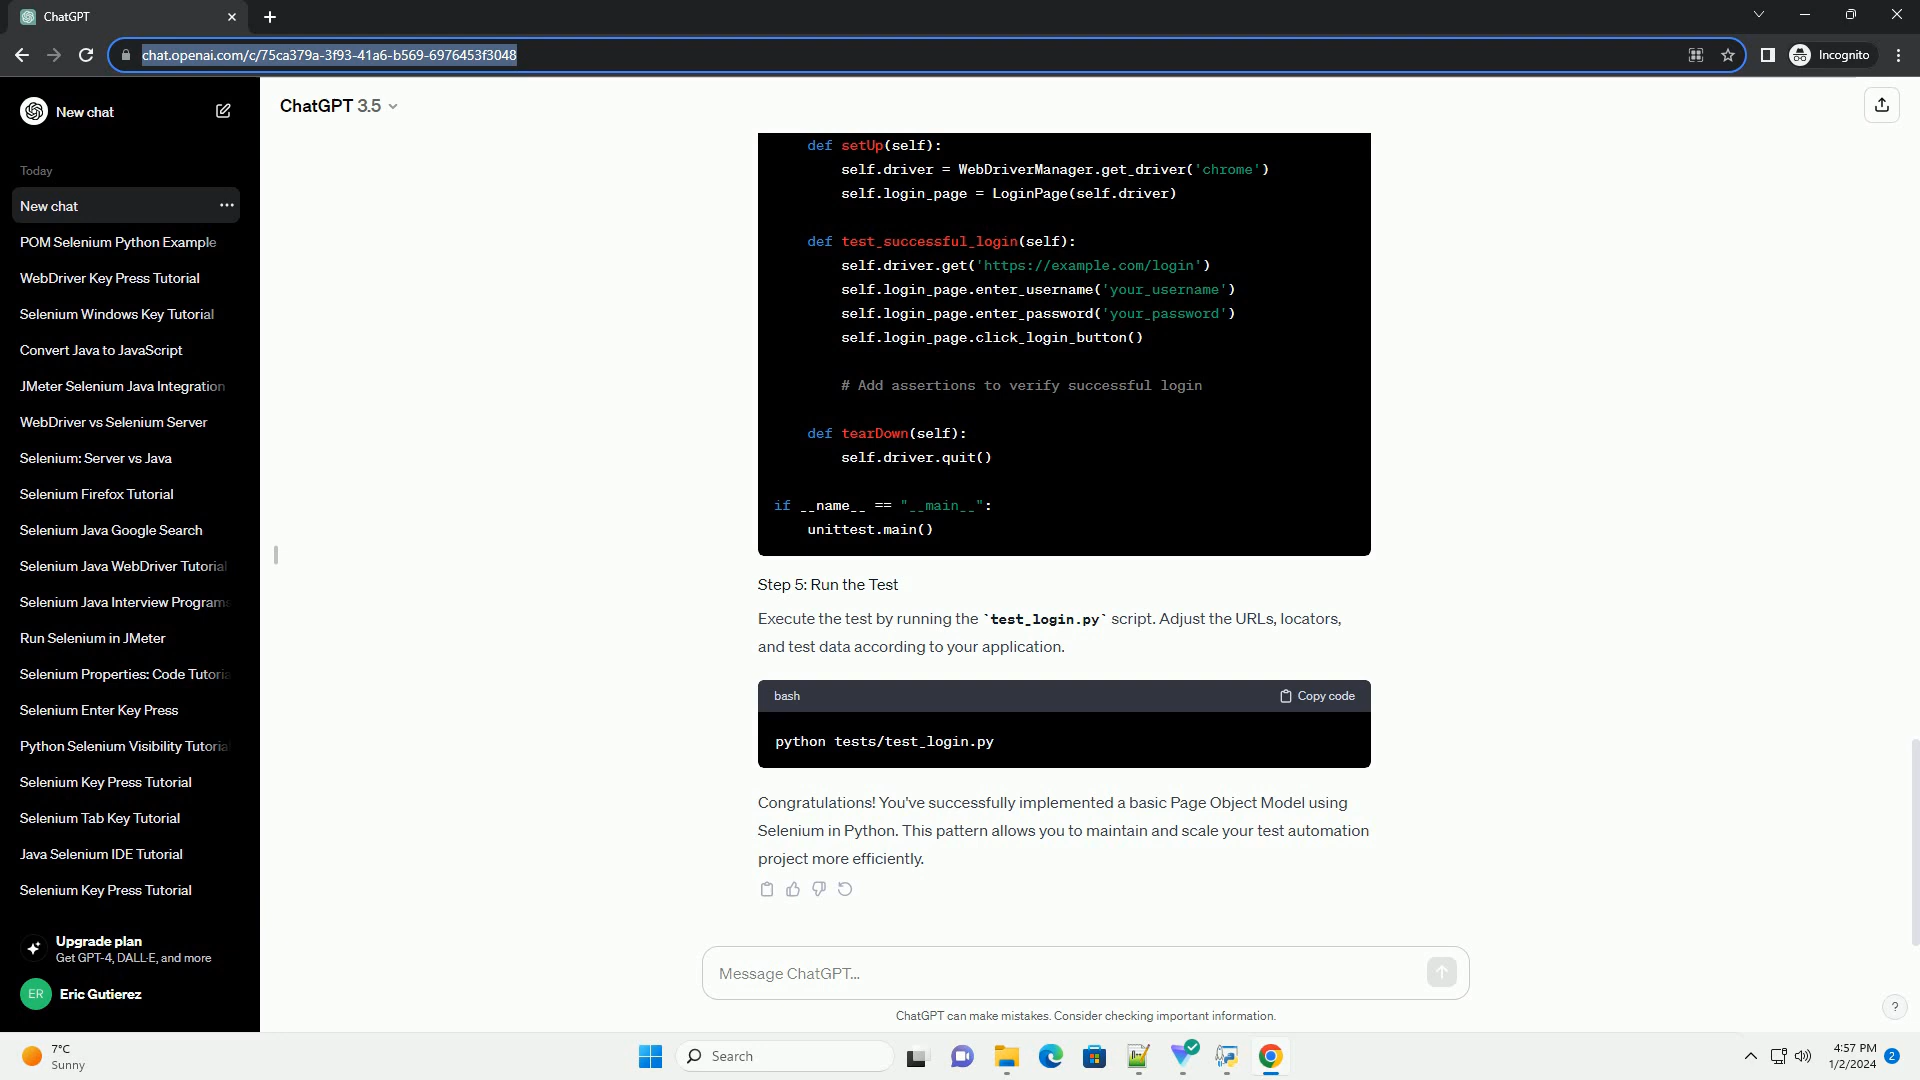 ChatGPT
chat.openai.com/c/75ca379a-3f93-41a6-b569-6976453f3048
Incognito
New chat
Today
New chat
POM Selenium Python Example
WebDriver Key Press Tutorial
Selenium Windows Key Tutorial
Convert Java to JavaScript
JMeter Selenium Java Integration
WebDriver vs Selenium Server
Selenium: Server vs Java
Selenium Firefox Tutorial
Selenium Java Google Search
Selenium Java WebDriver Tutorial
Selenium Java Interview Programs
Run Selenium in JMeter
Selenium Properties: Code Tutoria
Selenium Enter Key Press
Python Selenium Visibility Tutoria
Selenium Key Press Tutorial
Selenium Tab Key Tutorial
Java Selenium IDE Tutorial
Selenium Key Press Tutorial
Upgrade plan
Get GPT-4, DALL·E, and more
ER
Eric Gutierez
ChatGPT 3.5
def setUp(self):
self.driver = WebDriverManager.get_driver('chrome')
self.login_page = LoginPage(self.driver)
def test_successful_login(self):
self.driver.get('https://example.com/login')
self.login_page.enter_username('your_username')
self.login_page.enter_password('your_password')
self.login_page.click_login_button()
# Add assertions to verify successful login
def tearDown(self):
self.driver.quit()
if __name__ == "__main__":
unittest.main()
Step 5: Run the Test
Execute the test by running the `test_login.py` script. Adjust the URLs, locators,
and test data according to your application.
bash
Copy code
python tests/test_login.py
Congratulations! You've successfully implemented a basic Page Object Model using
Selenium in Python. This pattern allows you to maintain and scale your test automation
project more efficiently.
Message ChatGPT...
ChatGPT can make mistakes. Consider checking important information.
?
7°C
Sunny
Search
4:57 PM
1/2/2024
2